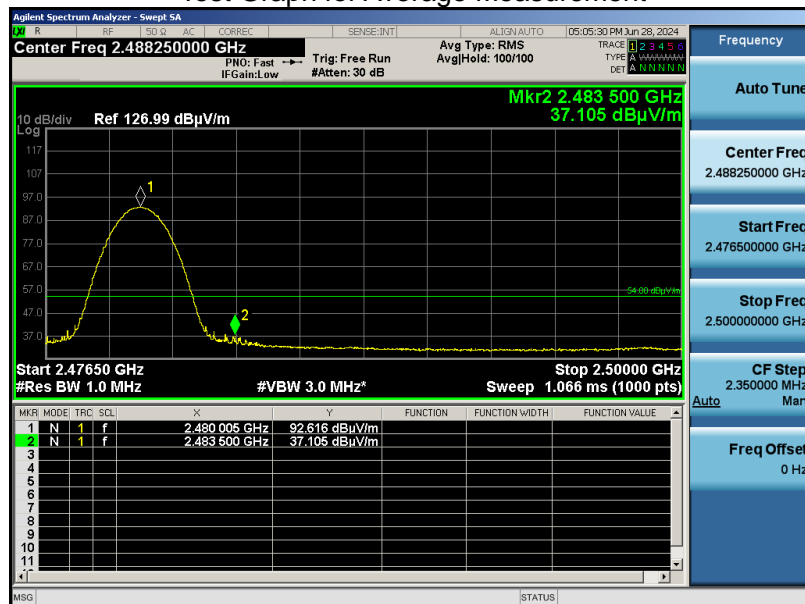 Test Graph for Average Measurement
Agilent Spectrum Analyzer - Swept SA
LXI R RF 50 Ω AC CORREC SENSE:INT ALIGN AUTO 05:05:30 PM Jun 28, 2024
Center Freq 2.488250000 GHz
PNO: Fast
IFGain:Low
Trig: Free Run
#Atten: 30 dB
Avg Type: RMS
Avg|Hold: 100/100
TRACE 1 2 3 4 5 6
TYPE A WWWWW
DET A N N N N N
Mkr2 2.483 500 GHz
37.105 dBµV/m
10 dB/div Ref 126.99 dBµV/m
Log
117
107
97.0
87.0
77.0
67.0
57.0
47.0
37.0
1
2
54.00 dBµV/m
Start 2.47650 GHz Stop 2.50000 GHz
#Res BW 1.0 MHz #VBW 3.0 MHz* Sweep 1.066 ms (1000 pts)
MKR MODE TRC SCL X Y FUNCTION FUNCTION WIDTH FUNCTION VALUE
1 N 1 f 2.480 005 GHz 92.616 dBµV/m
2 N 1 f 2.483 500 GHz 37.105 dBµV/m
3
4
5
6
7
8
9
10
11
MSG STATUS
Frequency
Auto Tune
Center Freq
2.488250000 GHz
Start Freq
2.476500000 GHz
Stop Freq
2.500000000 GHz
CF Step
2.350000 MHz
Auto Man
Freq Offset
0 Hz